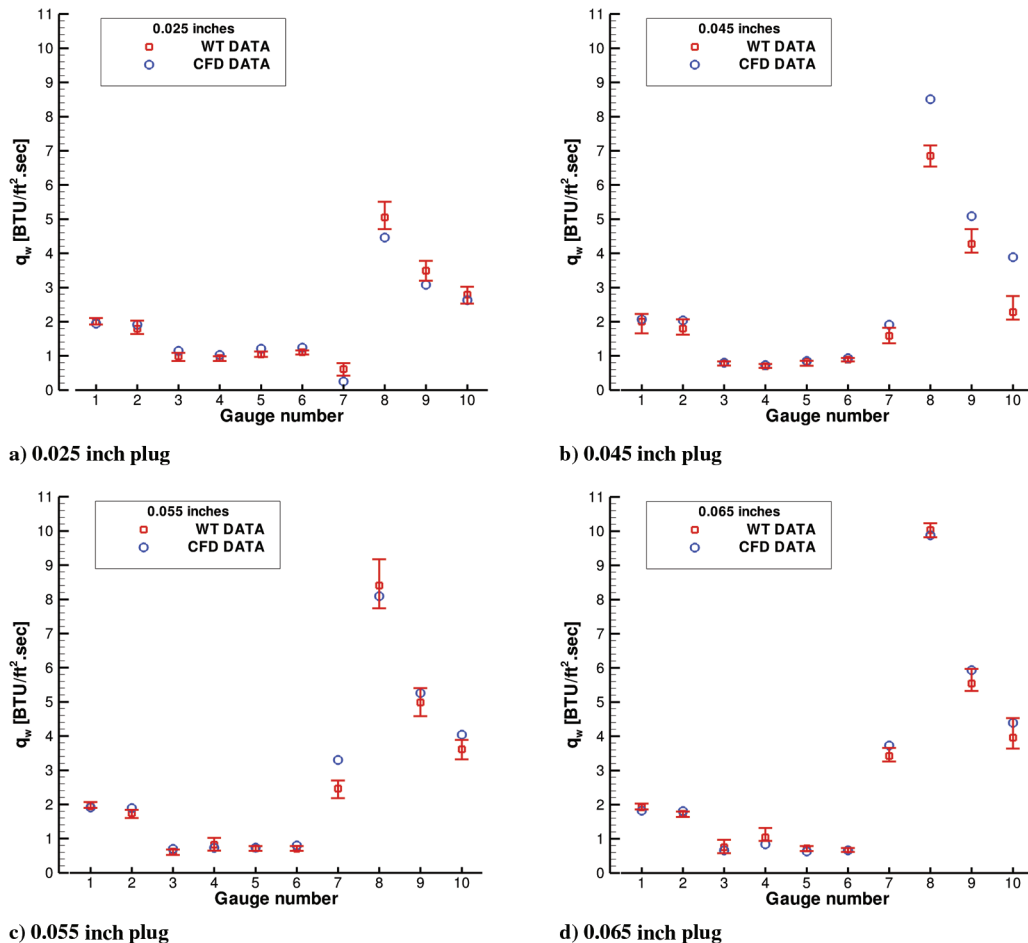 0.025 inches
WT DATA
CFD DATA
11
10
9
8
7
6
5
4
3
2
1
0
q_w [BTU/ft².sec]
1 2 3 4 5 6 7 8 9 10
Gauge number
a) 0.025 inch plug
0.045 inches
WT DATA
CFD DATA
11
10
9
8
7
6
5
4
3
2
1
0
q_w [BTU/ft².sec]
1 2 3 4 5 6 7 8 9 10
Gauge number
b) 0.045 inch plug
0.055 inches
WT DATA
CFD DATA
11
10
9
8
7
6
5
4
3
2
1
0
q_w [BTU/ft².sec]
1 2 3 4 5 6 7 8 9 10
Gauge number
c) 0.055 inch plug
0.065 inches
WT DATA
CFD DATA
11
10
9
8
7
6
5
4
3
2
1
0
q_w [BTU/ft².sec]
1 2 3 4 5 6 7 8 9 10
Gauge number
d) 0.065 inch plug